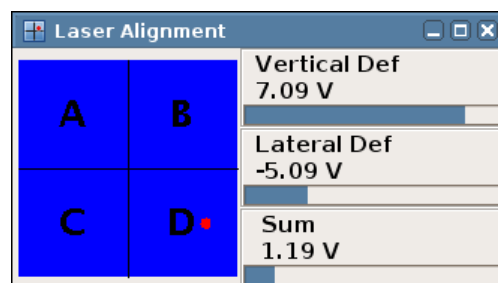 Laser Alignment
A B
C D
Vertical Def
7.09 V
Lateral Def
-5.09 V
Sum
1.19 V